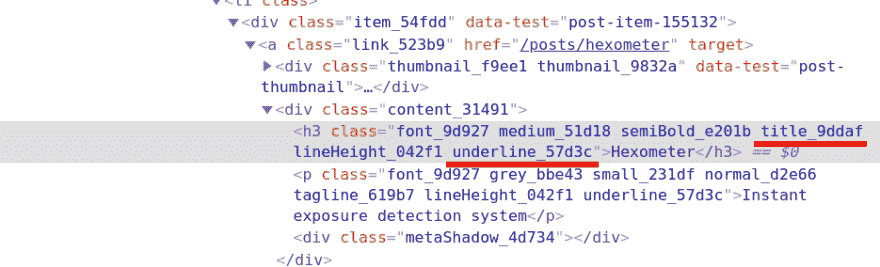 <li class>
<div class="item_54fdd" data-test="post-item-155132">
<a class="link_523b9" href="/posts/hexometer" target>
<div class="thumbnail_f9ee1 thumbnail_9832a" data-test="post-
thumbnail">…</div>
<div class="content_31491">
<h3 class="font_9d927 medium_51d18 semiBold_e201b title_9ddaf
lineHeight_042f1 underline_57d3c">Hexometer</h3> == $0
<p class="font_9d927 grey_bbe43 small_231df normal_d2e66
tagline_619b7 lineHeight_042f1 underline_57d3c">Instant
exposure detection system</p>
<div class="metaShadow_4d734"></div>
</div>